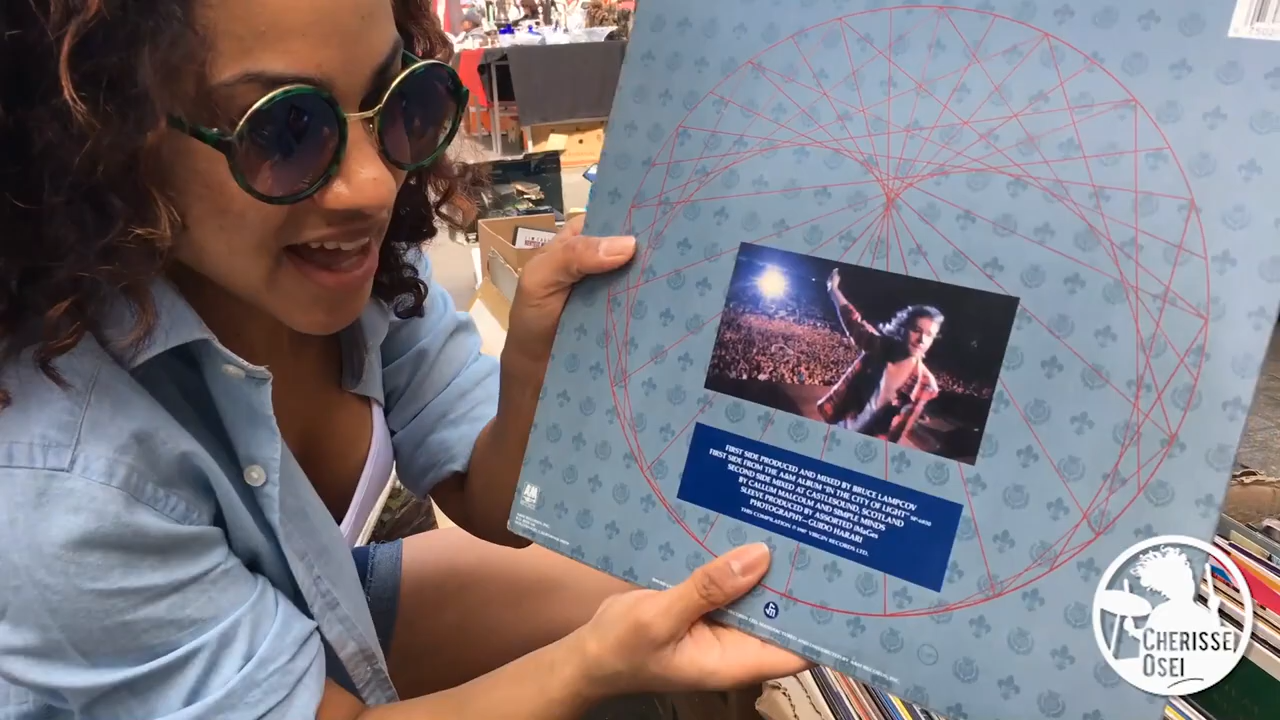 FIRST SIDE PRODUCED AND MIXED BY BRUCE LAMPCOV
FIRST SIDE FROM THE A&M ALBUM "IN THE CITY OF LIGHT" SP-6850
SECOND SIDE MIXED AT CASTLESOUND, SCOTLAND
BY CALLUM MALCOLM AND SIMPLE MINDS
SLEEVE PRODUCED BY ASSORTED iMaGes
PHOTOGRAPHY—GUIDO HARARI
THIS COMPILATION ℗ 1987 VIRGIN RECORDS LTD.
A&M
CHERISSE
OSEI